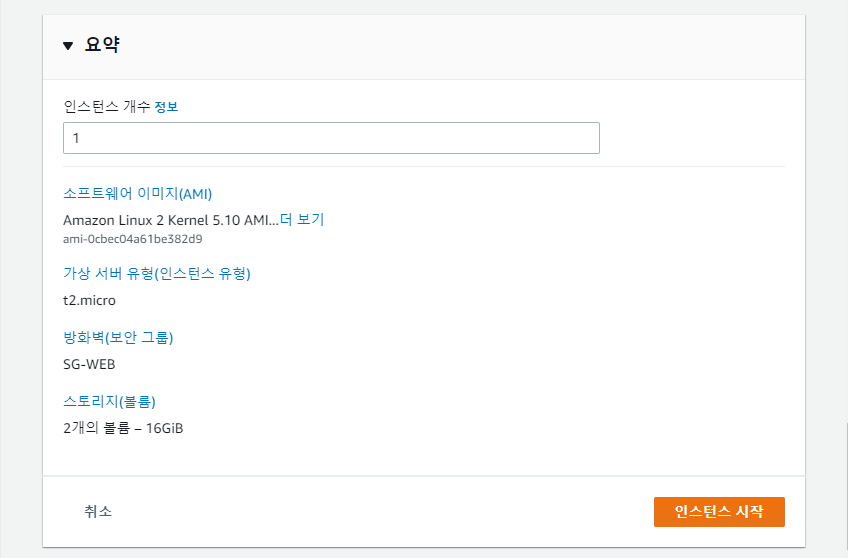 ▼ 요약
인스턴스 개수 정보
1
소프트웨어 이미지(AMI)
Amazon Linux 2 Kernel 5.10 AMI...더 보기
ami-0cbec04a61be382d9
가상 서버 유형(인스턴스 유형)
t2.micro
방화벽(보안 그룹)
SG-WEB
스토리지(볼륨)
2개의 볼륨 – 16GiB
취소 인스턴스 시작